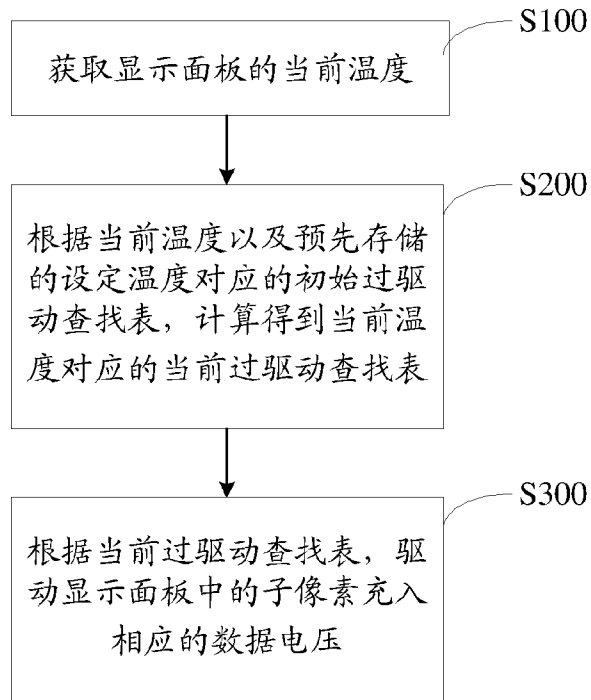 S100
获取显示面板的当前温度
S200
根据当前温度以及预先存储
的设定温度对应的初始过驱
动查找表，计算得到当前温
度对应的当前过驱动查找表
S300
根据当前过驱动查找表，驱
动显示面板中的子像素充入
相应的数据电压